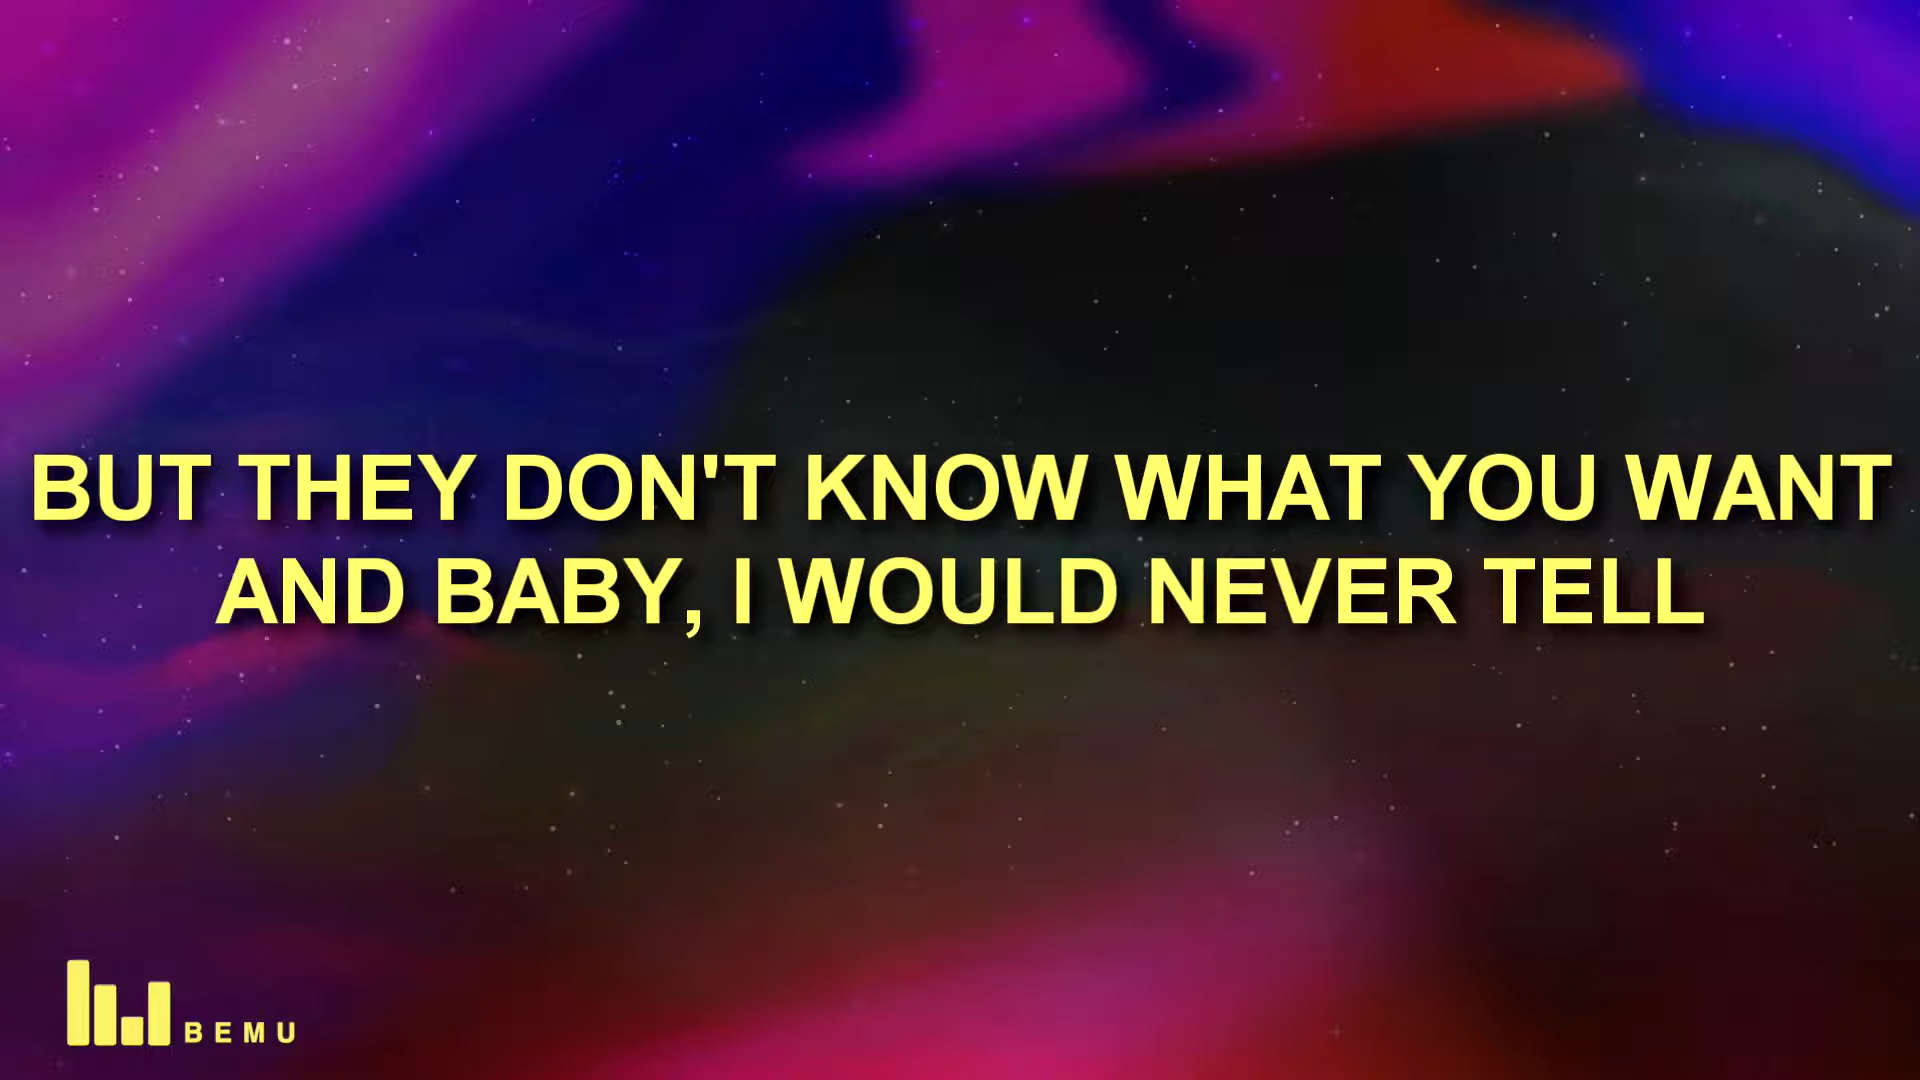 BUT THEY DON'T KNOW WHAT YOU WANT
AND BABY, I WOULD NEVER TELL
BEMU